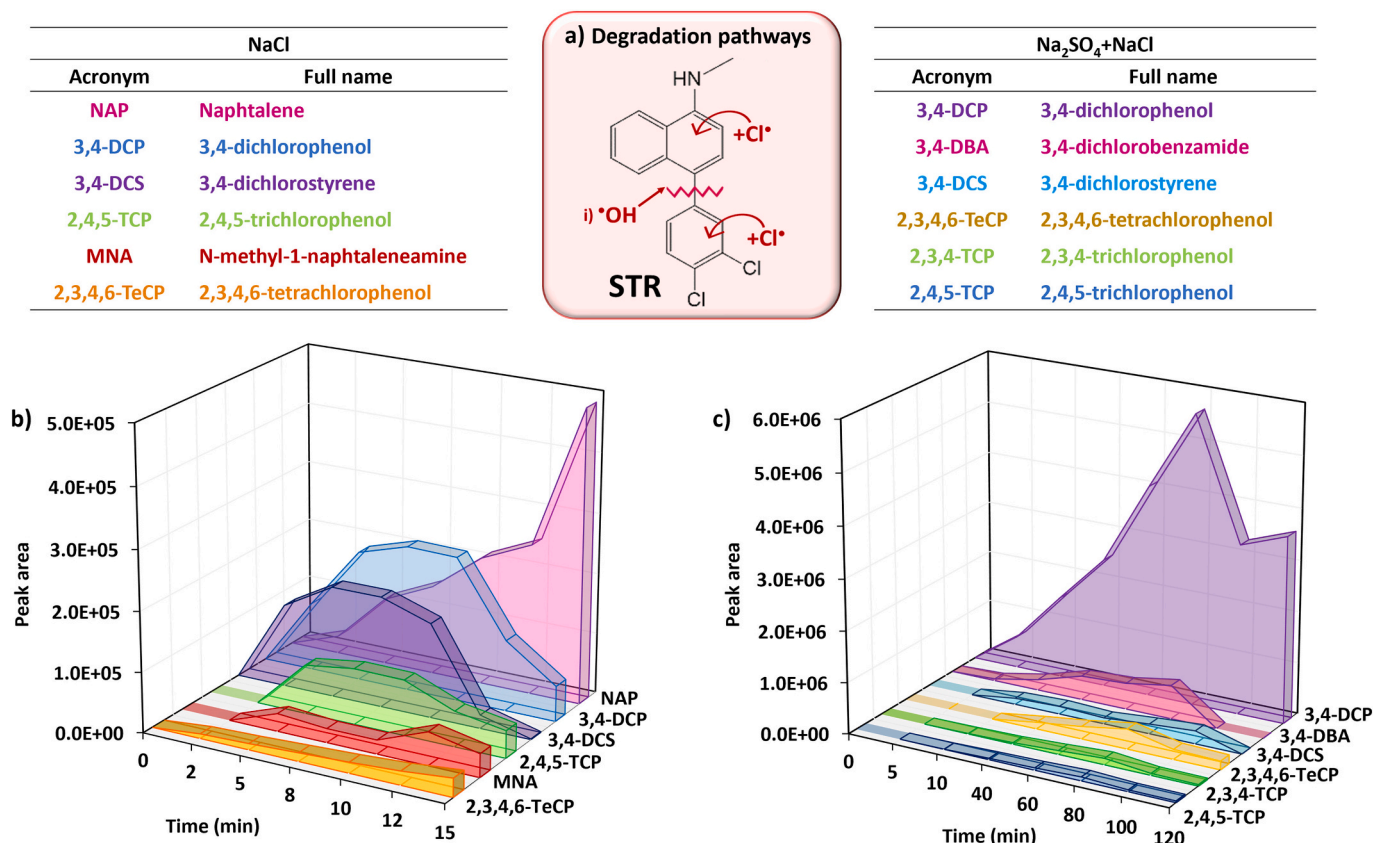 NaCl
Acronym Full name
NAP Naphtalene
3,4-DCP 3,4-dichlorophenol
3,4-DCS 3,4-dichlorostyrene
2,4,5-TCP 2,4,5-trichlorophenol
MNA N-methyl-1-naphtaleneamine
2,3,4,6-TeCP 2,3,4,6-tetrachlorophenol
a) Degradation pathways
HN
+Cl•
i) •OH
+Cl•
Cl
Cl
STR
Na₂SO₄+NaCl
Acronym Full name
3,4-DCP 3,4-dichlorophenol
3,4-DBA 3,4-dichlorobenzamide
3,4-DCS 3,4-dichlorostyrene
2,3,4,6-TeCP 2,3,4,6-tetrachlorophenol
2,3,4-TCP 2,3,4-trichlorophenol
2,4,5-TCP 2,4,5-trichlorophenol
b)
Peak area
5.0E+05
4.0E+05
3.0E+05
2.0E+05
1.0E+05
0.0E+00
0
2
5
8
10
12
15
Time (min)
NAP
3,4-DCP
3,4-DCS
2,4,5-TCP
MNA
2,3,4,6-TeCP
c)
Peak area
6.0E+06
5.0E+06
4.0E+06
3.0E+06
2.0E+06
1.0E+06
0.0E+00
0
5
10
40
60
80
100
120
Time (min)
3,4-DCP
3,4-DBA
3,4-DCS
2,3,4,6-TeCP
2,3,4-TCP
2,4,5-TCP